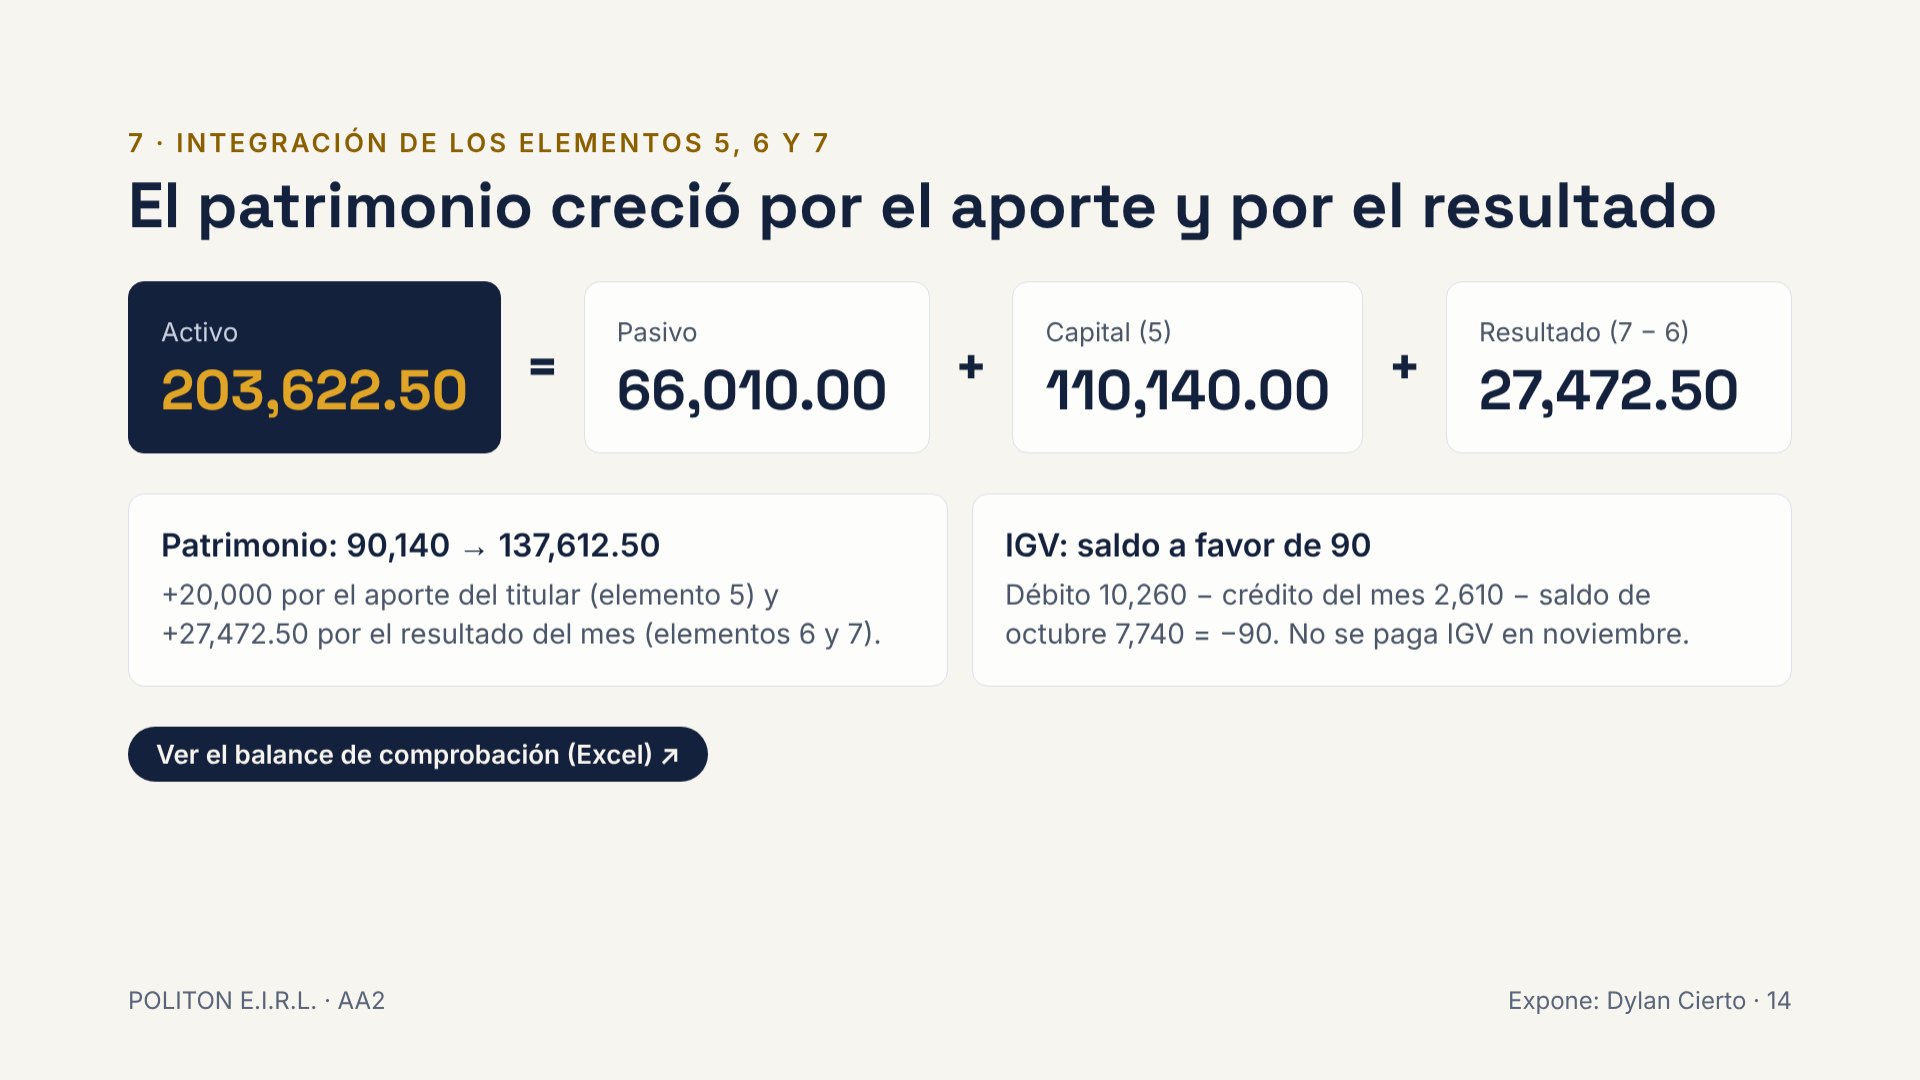 7 · INTEGRACIÓN DE LOS ELEMENTOS 5, 6 Y 7
El patrimonio creció por el aporte y por el resultado
Activo
203,622.50
=
Pasivo
66,010.00
+
Capital (5)
110,140.00
+
Resultado (7 − 6)
27,472.50
Patrimonio: 90,140 → 137,612.50
+20,000 por el aporte del titular (elemento 5) y
+27,472.50 por el resultado del mes (elementos 6 y 7).
IGV: saldo a favor de 90
Débito 10,260 − crédito del mes 2,610 − saldo de
octubre 7,740 = −90. No se paga IGV en noviembre.
Ver el balance de comprobación (Excel) ↗
POLITON E.I.R.L. · AA2
Expone: Dylan Cierto · 14